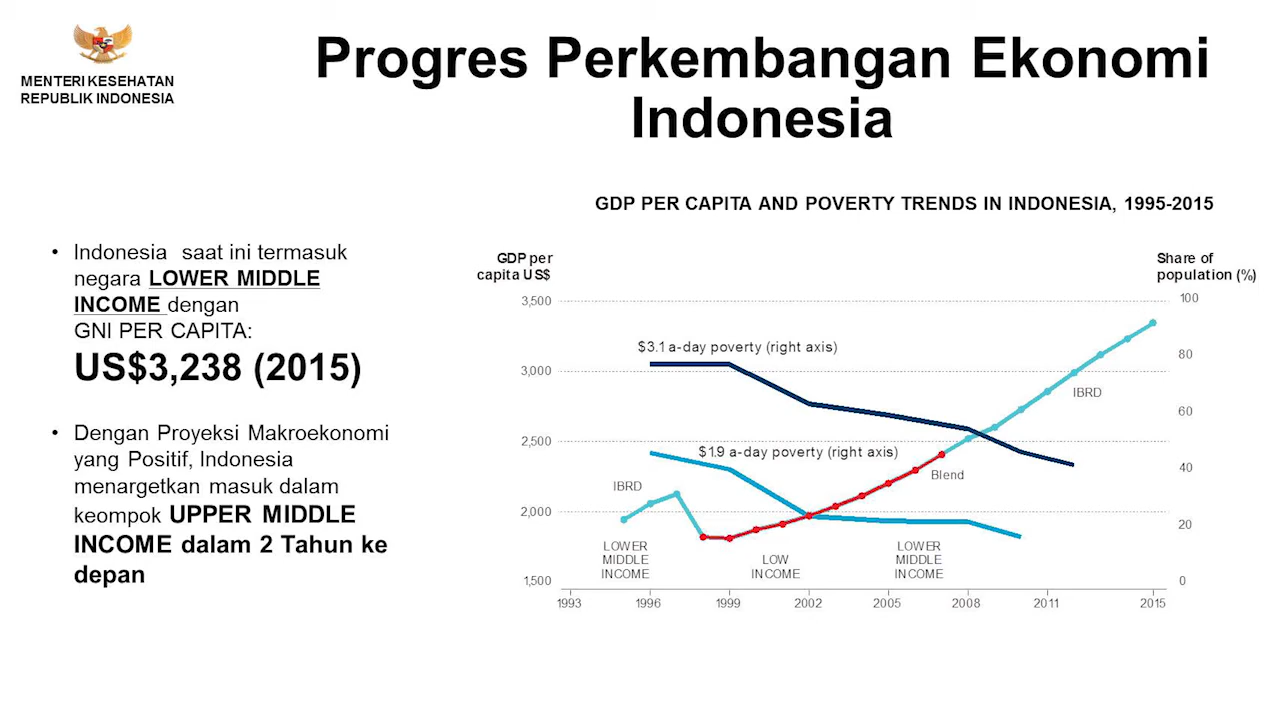 MENTERI KESEHATAN
REPUBLIK INDONESIA
Progres Perkembangan Ekonomi
Indonesia
• Indonesia saat ini termasuk
negara LOWER MIDDLE
INCOME dengan
GNI PER CAPITA:
US$3,238 (2015)
• Dengan Proyeksi Makroekonomi
yang Positif, Indonesia
menargetkan masuk dalam
keompok UPPER MIDDLE
INCOME dalam 2 Tahun ke
depan
GDP PER CAPITA AND POVERTY TRENDS IN INDONESIA, 1995-2015
GDP per
capita US$
Share of
population (%)
3,500
3,000
2,500
2,000
1,500
100
80
60
40
20
0
$3.1 a-day poverty (right axis)
$1.9 a-day poverty (right axis)
IBRD
Blend
IBRD
LOWER
MIDDLE
INCOME
LOW
INCOME
LOWER
MIDDLE
INCOME
1993 1996 1999 2002 2005 2008 2011 2015